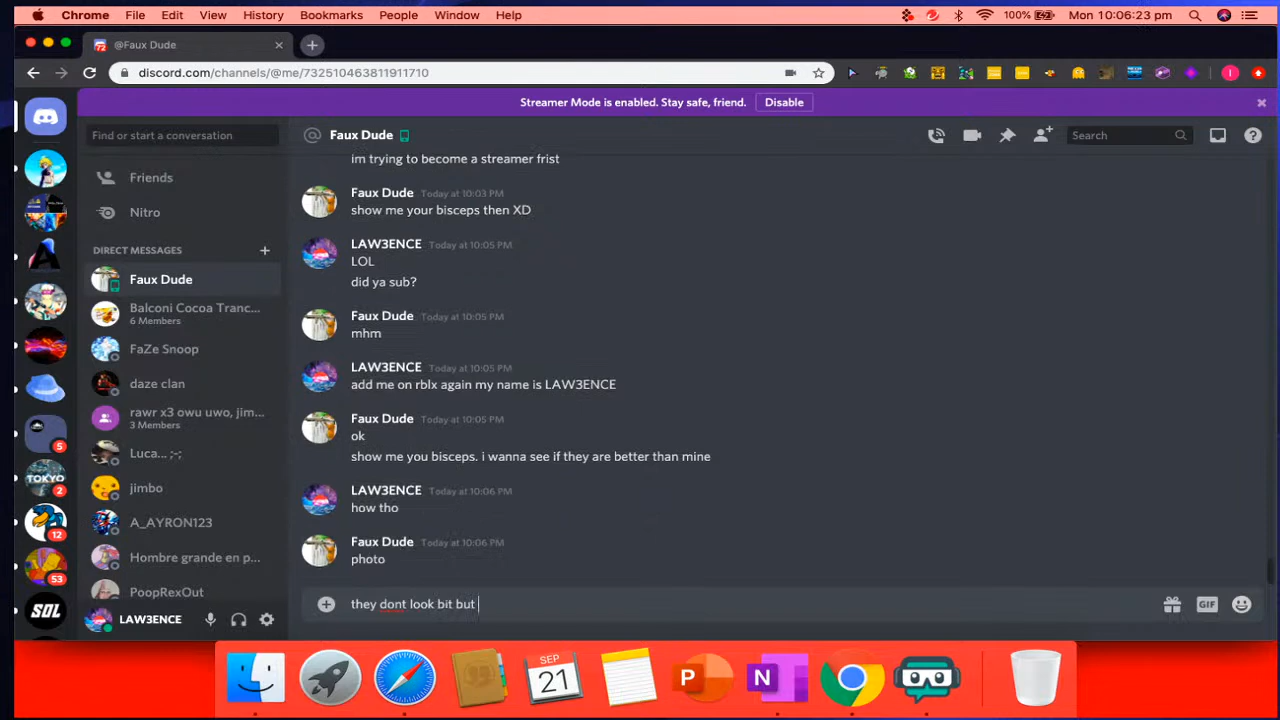 Chrome File Edit View History Bookmarks People Window Help 100% Mon 10:06:23 pm
72 @Faux Dude
discord.com/channels/@me/732510463811911710
Streamer Mode is enabled. Stay safe, friend. Disable
Find or start a conversation
Faux Dude
Search
Friends
Nitro
DIRECT MESSAGES
Faux Dude
Balconi Cocoa Tranc...
6 Members
FaZe Snoop
daze clan
rawr x3 owu uwo, jim...
3 Members
Luca... ;-;
jimbo
A_AYRON123
Hombre grande en p...
PoopRexOut
LAW3ENCE
5
TOKYO
2
12
53
SOL
im trying to become a streamer frist
Faux Dude Today at 10:03 PM
show me your bisceps then XD
LAW3ENCE Today at 10:05 PM
LOL
did ya sub?
Faux Dude Today at 10:05 PM
mhm
LAW3ENCE Today at 10:05 PM
add me on rblx again my name is LAW3ENCE
Faux Dude Today at 10:05 PM
ok
show me you bisceps. i wanna see if they are better than mine
LAW3ENCE Today at 10:06 PM
how tho
Faux Dude Today at 10:06 PM
photo
they dont look bit but
GIF
SEP
21
P
N